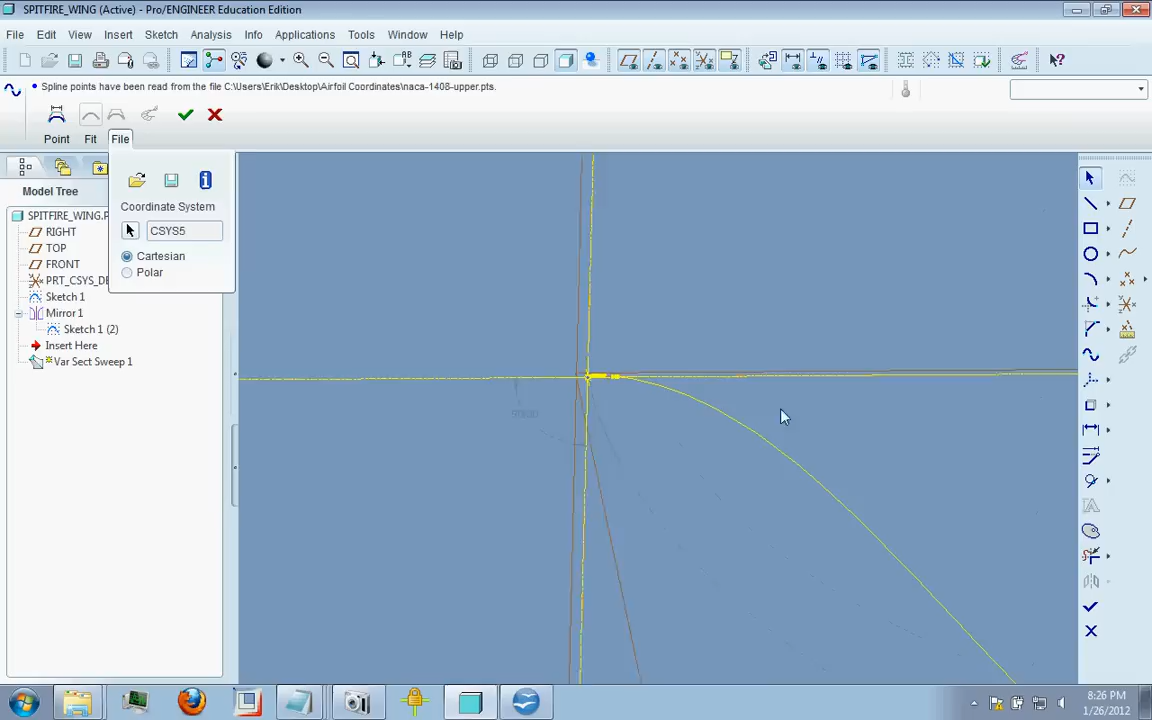 SPITFIRE_WING (Active) - Pro/ENGINEER Education Edition
File Edit View Insert Sketch Analysis Info Applications Tools Window Help
Spline points have been read from the file C:\Users\Erik\Desktop\Airfoil Coordinates\naca-1408-upper.pts.
Point Fit File
Model Tree
Coordinate System
CSYS5
Cartesian
Polar
SPITFIRE_WING.P
RIGHT
TOP
FRONT
PRT_CSYS_DE
Sketch 1
Mirror 1
Sketch 1 (2)
Insert Here
Var Sect Sweep 1
8:26 PM
1/26/2012